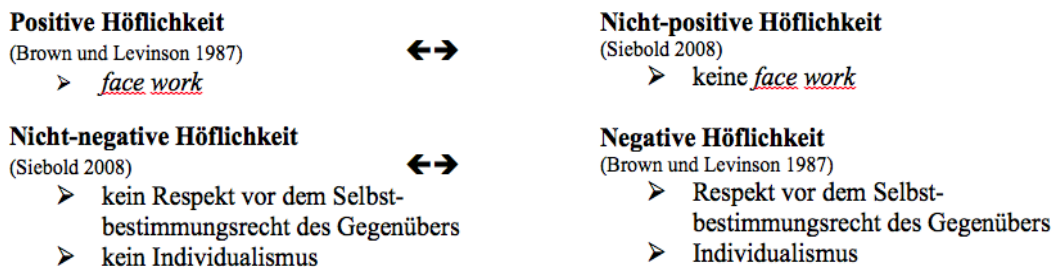 Positive Höflichkeit
(Brown und Levinson 1987)
➢ face work
Nicht-negative Höflichkeit
(Siebold 2008)
➢ kein Respekt vor dem Selbst-
bestimmungsrecht des Gegenübers
➢ kein Individualismus
Nicht-positive Höflichkeit
(Siebold 2008)
➢ keine face work
Negative Höflichkeit
(Brown und Levinson 1987)
➢ Respekt vor dem Selbst-
bestimmungsrecht des Gegenübers
➢ Individualismus